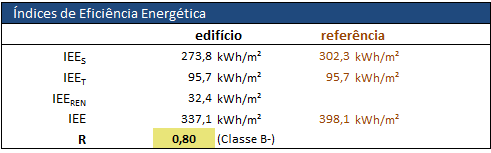 Índices de Eficiência Energética
edifício referência
IEES 273,8 kWh/m² 302,3 kWh/m²
IEET 95,7 kWh/m² 95,7 kWh/m²
IEEREN 32,4 kWh/m²
IEE 337,1 kWh/m² 398,1 kWh/m²
R 0,80 (Classe B-)